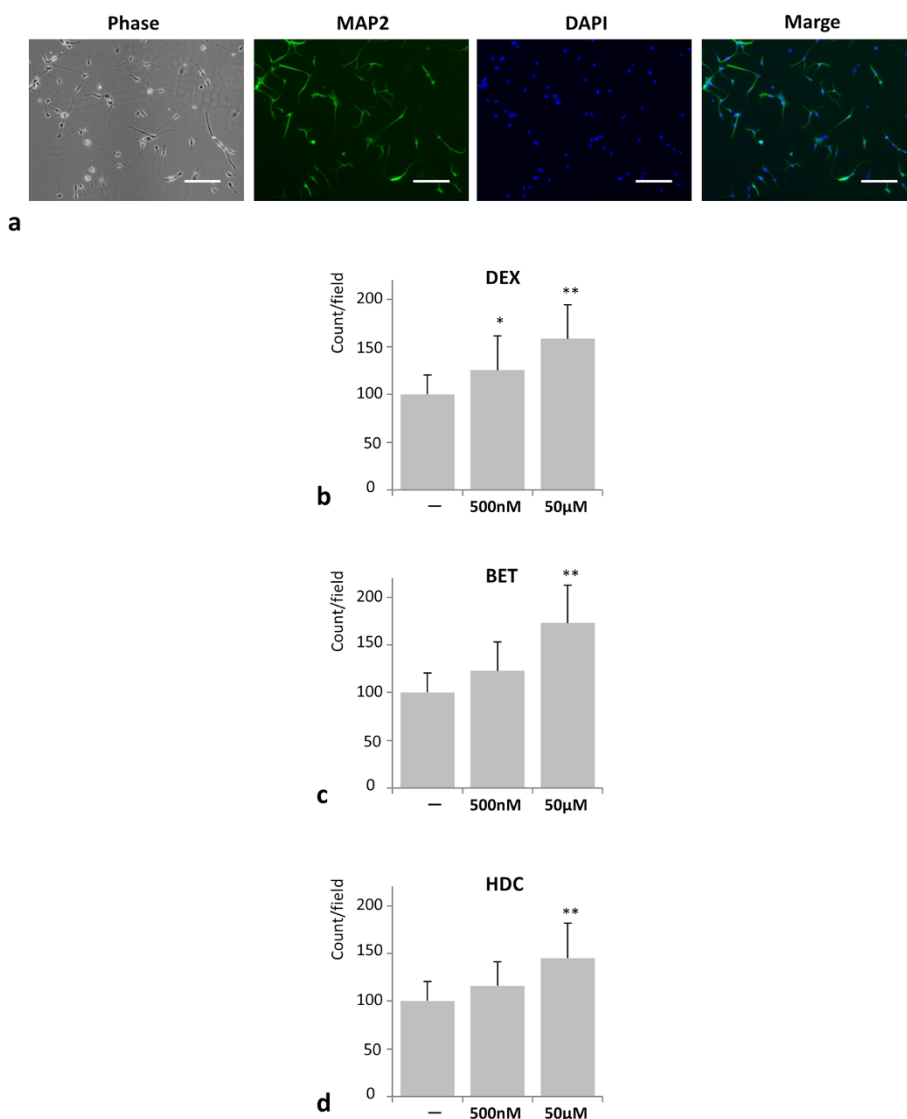 Phase MAP2 DAPI Marge
a
DEX
Count/field
200
**
*
150
100
50
0
— 500nM 50µM
b
BET
Count/field
200
**
150
100
50
0
— 500nM 50µM
c
HDC
Count/field
200
**
150
100
50
0
— 500nM 50µM
d